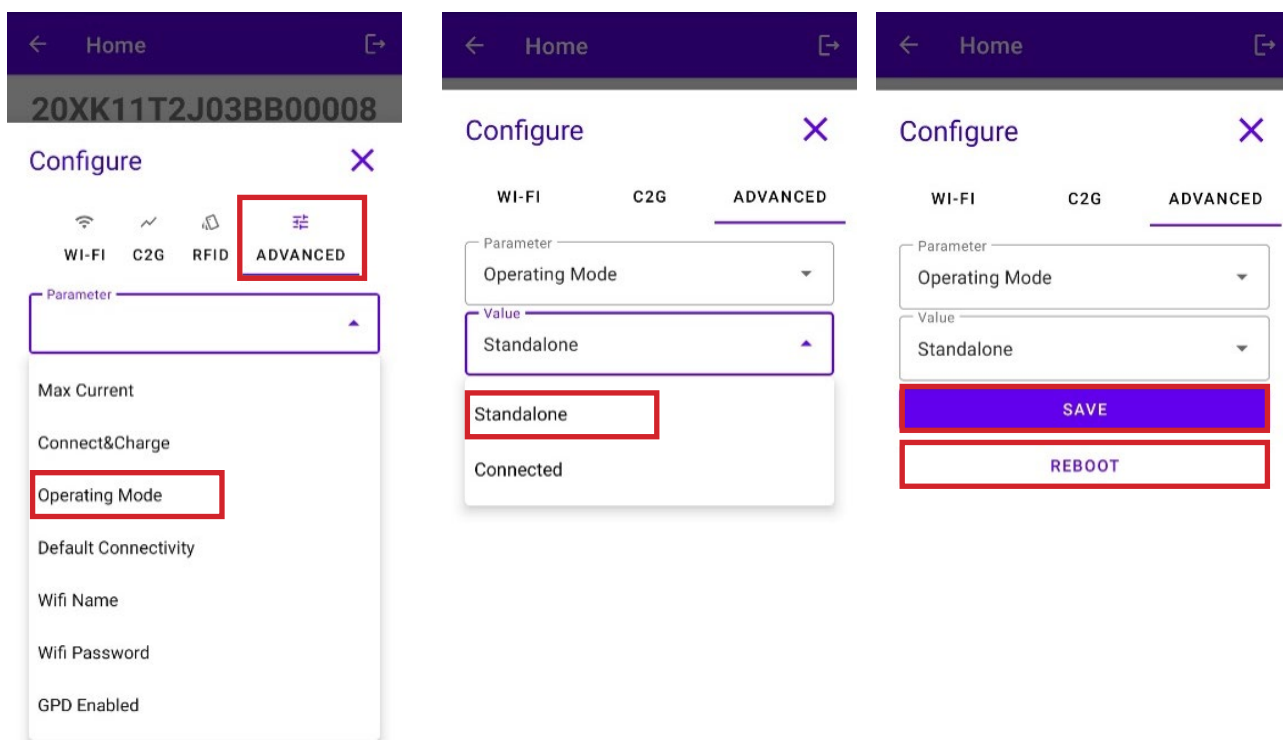 Home
20XK11T2J03BB00008
Configure
WI-FI C2G RFID ADVANCED
Parameter
Max Current
Connect&Charge
Operating Mode
Default Connectivity
Wifi Name
Wifi Password
GPD Enabled
Home
Configure
WI-FI C2G ADVANCED
Parameter
Operating Mode
Value
Standalone
Standalone
Connected
Home
Configure
WI-FI C2G ADVANCED
Parameter
Operating Mode
Value
Standalone
SAVE
REBOOT